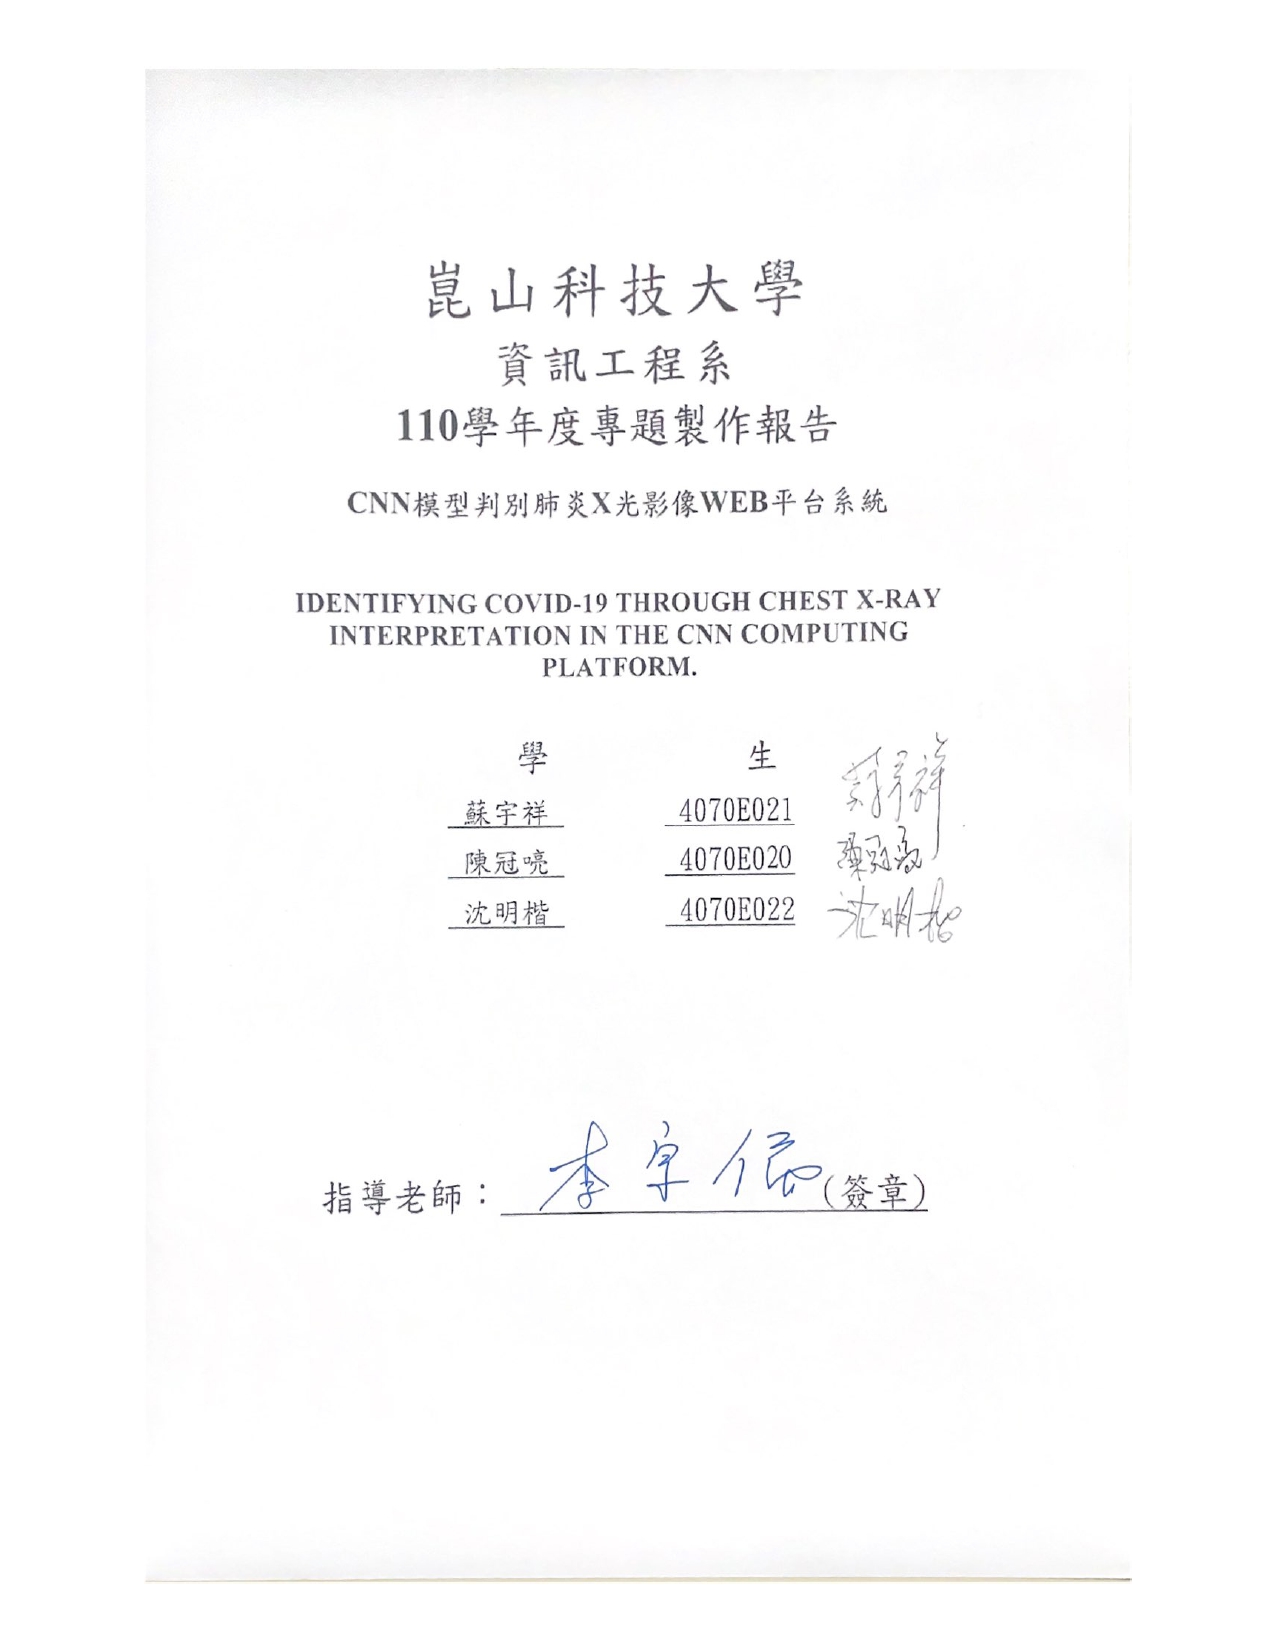 崑山科技大學
資訊工程系
110學年度專題製作報告
CNN模型判別肺炎X光影像WEB平台系統
IDENTIFYING COVID-19 THROUGH CHEST X-RAY
INTERPRETATION IN THE CNN COMPUTING
PLATFORM.
學 生
蘇宇祥 4070E021 蘇宇祥
陳冠喨 4070E020 陳冠喨
沈明楷 4070E022 沈明楷
指導老師：李(簽章)